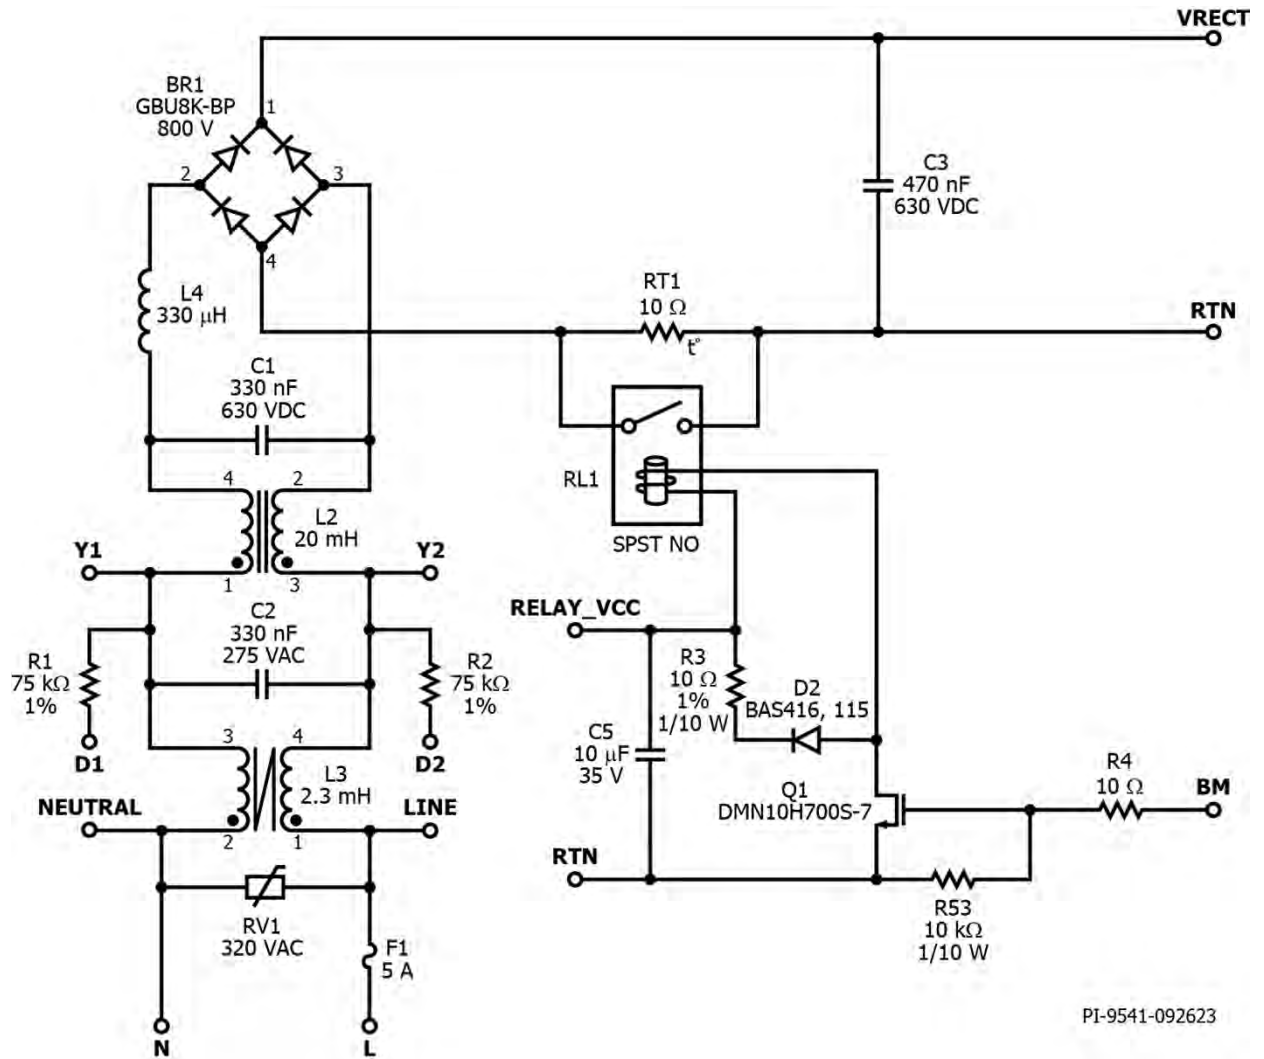 VRECT
BR1
GBU8K-BP
800 V
1
2
3
4
C3
470 nF
630 VDC
L4
330 μH
RT1
10 Ω
t°
RTN
C1
330 nF
630 VDC
RL1
SPST NO
4
2
L2
20 mH
Y1
Y2
1
3
C2
330 nF
275 VAC
R1
75 kΩ
1%
R2
75 kΩ
1%
D1
D2
RELAY_VCC
R3
10 Ω
1%
1/10 W
D2
BAS416, 115
C5
10 μF
35 V
3
4
L3
2.3 mH
NEUTRAL
LINE
2
1
Q1
DMN10H700S-7
R4
10 Ω
BM
RTN
R53
10 kΩ
1/10 W
RV1
320 VAC
F1
5 A
N
L
PI-9541-092623